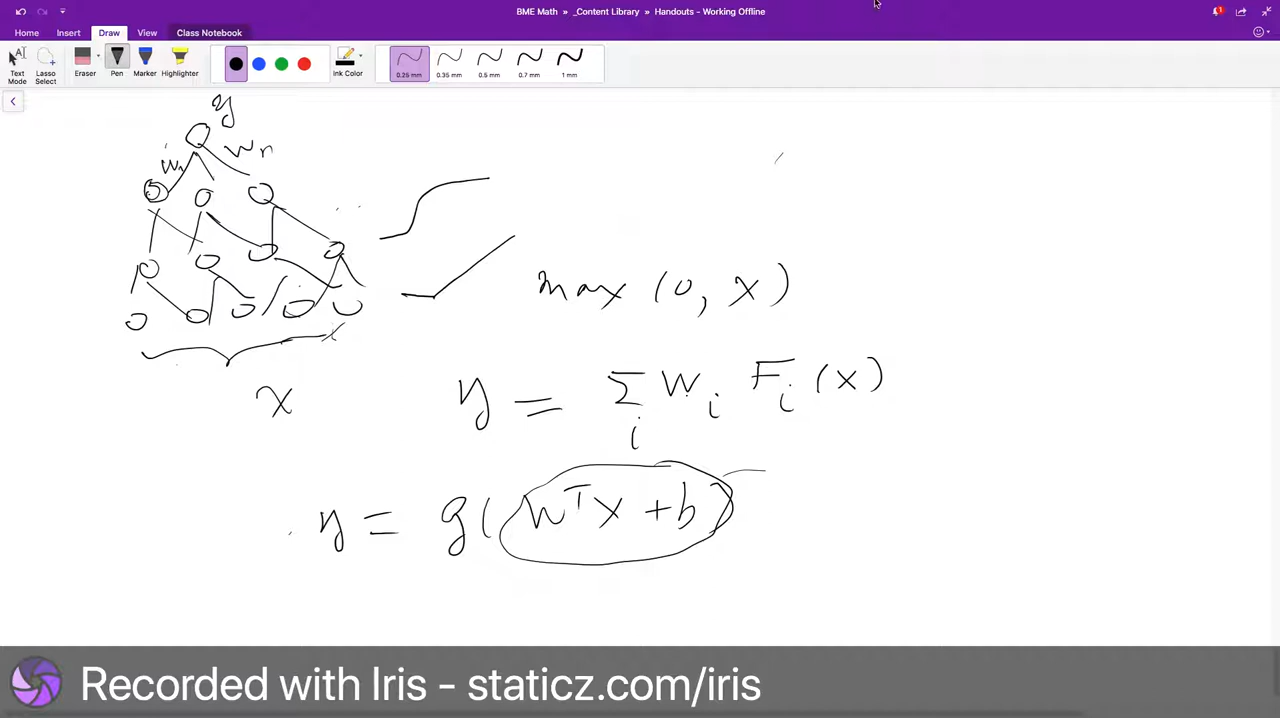 BME Math » _Content Library » Handouts - Working Offline
1
Home Insert Draw View Class Notebook
Text Mode
Lasso Select
Eraser
Pen
Marker
Highlighter
Ink Color
0.25 mm
0.35 mm
0.5 mm
0.7 mm
1 mm
y
Wn
max (0, x)
x
y = Σ Wi Fi (x)
i
y = g( WᵀX + b )
Recorded with Iris - staticz.com/iris